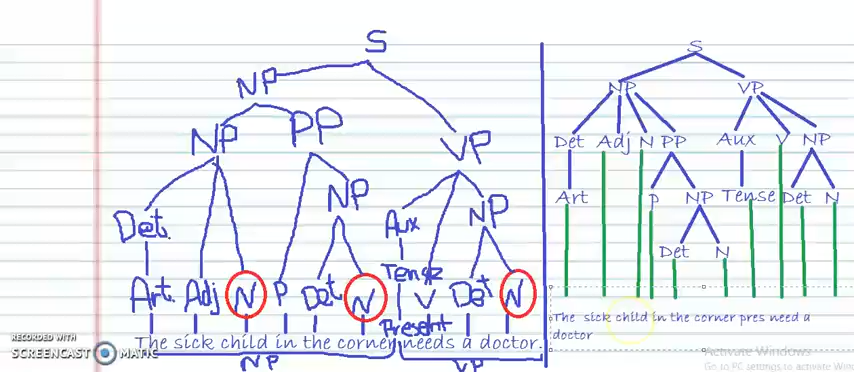 S
NP
NP PP VP
NP NP
Det. Aux
Art. Adj N P Det N Tense V Det N
Present
The sick child in the corner needs a doctor.
NP VP
S
NP VP
Det Adj N PP Aux V NP
Art P NP Tense Det N
Det N
The sick child in the corner pres need a
doctor
RECORDED WITH
SCREENCAST MATIC
Activate Windows
Go to PC settings to activate Win